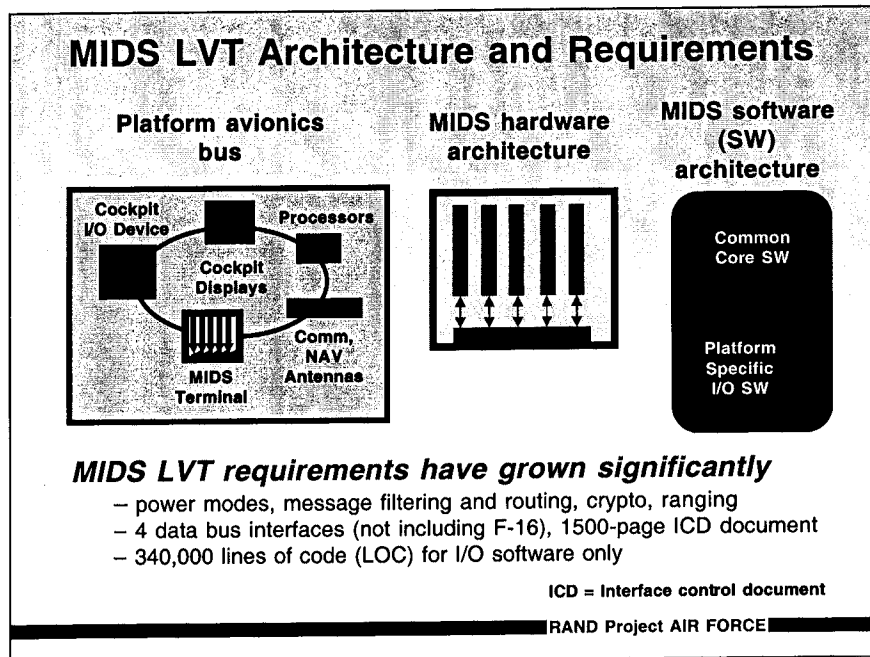 MIDS LVT Architecture and Requirements
Platform avionics
bus
Cockpit
I/O Device
Processors
Cockpit
Displays
Comm,
NAV
Antennas
MIDS
Terminal
MIDS hardware
architecture
MIDS software
(SW)
architecture
Common
Core SW
Platform
Specific
I/O SW
MIDS LVT requirements have grown significantly
– power modes, message filtering and routing, crypto, ranging
– 4 data bus interfaces (not including F-16), 1500-page ICD document
– 340,000 lines of code (LOC) for I/O software only
ICD = Interface control document
RAND Project AIR FORCE